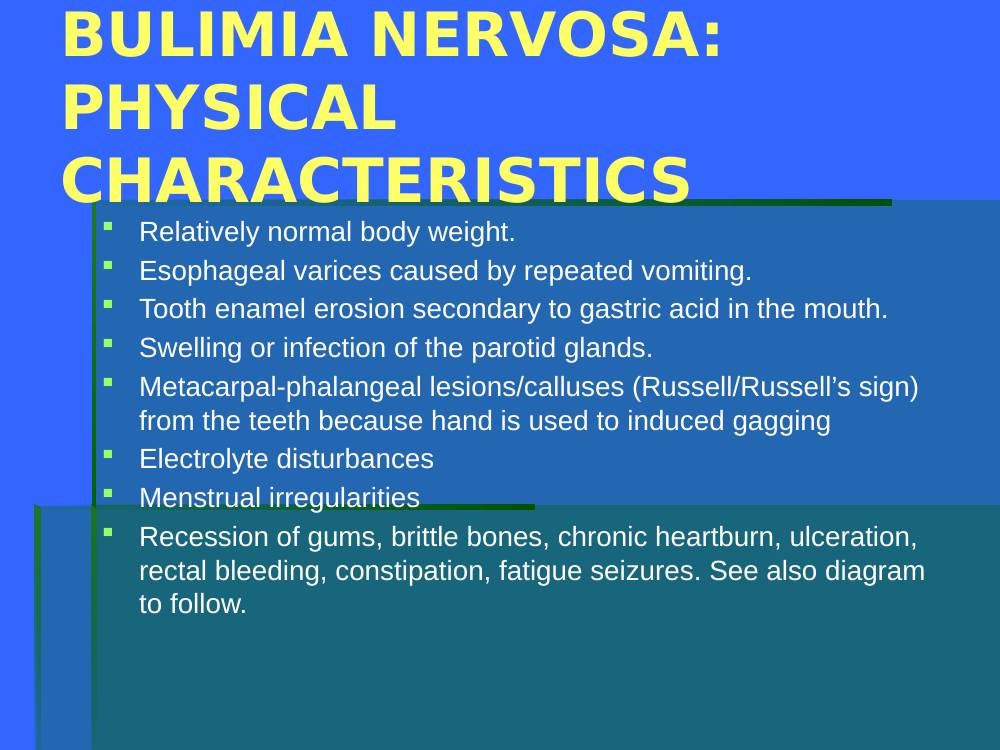 BULIMIA NERVOSA:
PHYSICAL
CHARACTERISTICS
Relatively normal body weight.
Esophageal varices caused by repeated vomiting.
Tooth enamel erosion secondary to gastric acid in the mouth.
Swelling or infection of the parotid glands.
Metacarpal-phalangeal lesions/calluses (Russell/Russell’s sign)
from the teeth because hand is used to induced gagging
Electrolyte disturbances
Menstrual irregularities
Recession of gums, brittle bones, chronic heartburn, ulceration,
rectal bleeding, constipation, fatigue seizures. See also diagram
to follow.